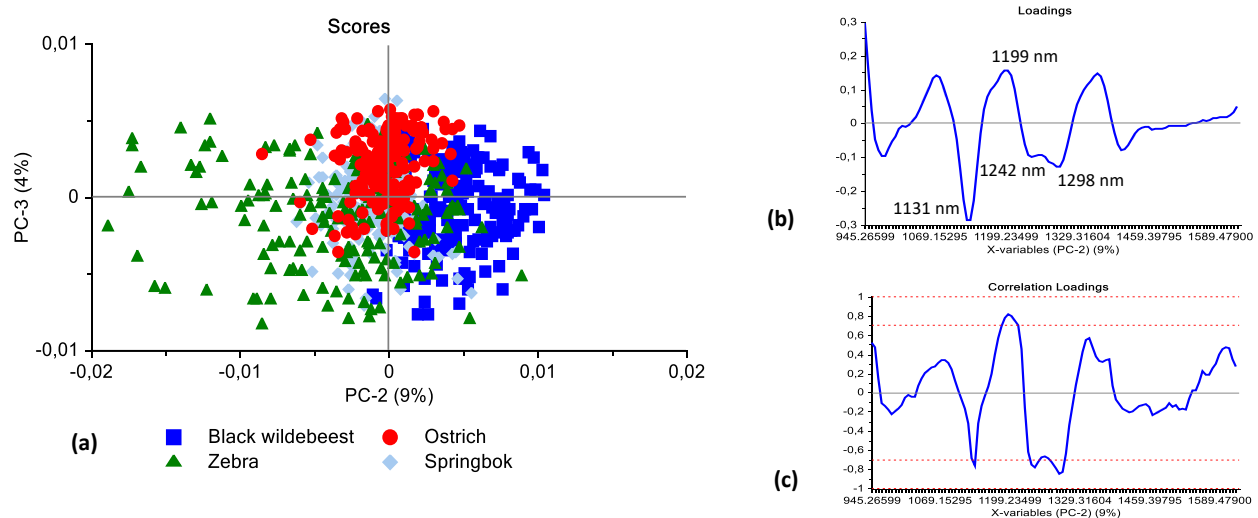 Scores
0,01
0
-0,01
PC-3 (4%)
-0,02
-0,01
0
0,01
0,02
PC-2 (9%)
(a)
Black wildebeest
Ostrich
Zebra
Springbok
Loadings
0,3
0,2
0,1
0
-0,1
-0,2
-0,3
1199 nm
1242 nm
1298 nm
1131 nm
(b)
945.26599 1069.15295 1199.23499 1329.31604 1459.39795 1589.47900
X-variables (PC-2) (9%)
Correlation Loadings
1
0,8
0,6
0,4
0,2
0
-0,2
-0,4
-0,6
-0,8
-1
(c)
945.26599 1069.15295 1199.23499 1329.31604 1459.39795 1589.47900
X-variables (PC-2) (9%)